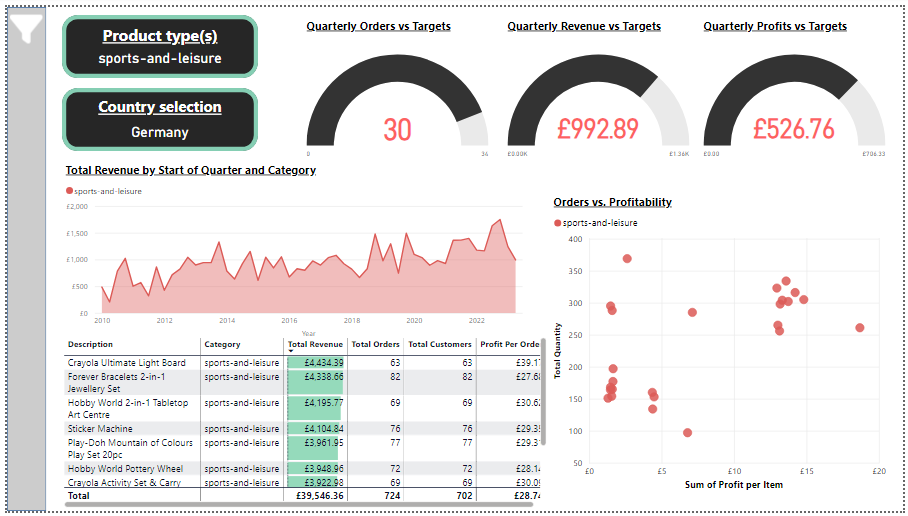 Product type(s)
sports-and-leisure
Country selection
Germany
Quarterly Orders vs Targets
30
0
34
Quarterly Revenue vs Targets
£992.89
£0.00K
£1.36K
Quarterly Profits vs Targets
£526.76
£0.00
£706.33
Total Revenue by Start of Quarter and Category
sports-and-leisure
£2,000
£1,500
£1,000
£500
£0
2010 2012 2014 2016 2018 2020 2022
Year
Description Category Total Revenue Total Orders Total Customers Profit Per Orde
Crayola Ultimate Light Board sports-and-leisure £4,434.39 63 63 £39.1
Forever Bracelets 2-in-1 sports-and-leisure £4,338.66 82 82 £27.6
Jewellery Set
Hobby World 2-in-1 Tabletop sports-and-leisure £4,195.77 69 69 £30.6
Art Centre
Sticker Machine sports-and-leisure £4,104.84 76 76 £29.3
Play-Doh Mountain of Colours sports-and-leisure £3,961.95 77 77 £29.3
Play Set 20pc
Hobby World Pottery Wheel sports-and-leisure £3,948.96 72 72 £28.1
Crayola Activity Set & Carry sports-and-leisure £3,922.98 69 69 £30.0
Total £39,546.36 724 702 £28.74
Orders vs. Profitability
sports-and-leisure
Total Quantity
400
350
300
250
200
150
100
50
£0 £5 £10 £15 £20
Sum of Profit per Item